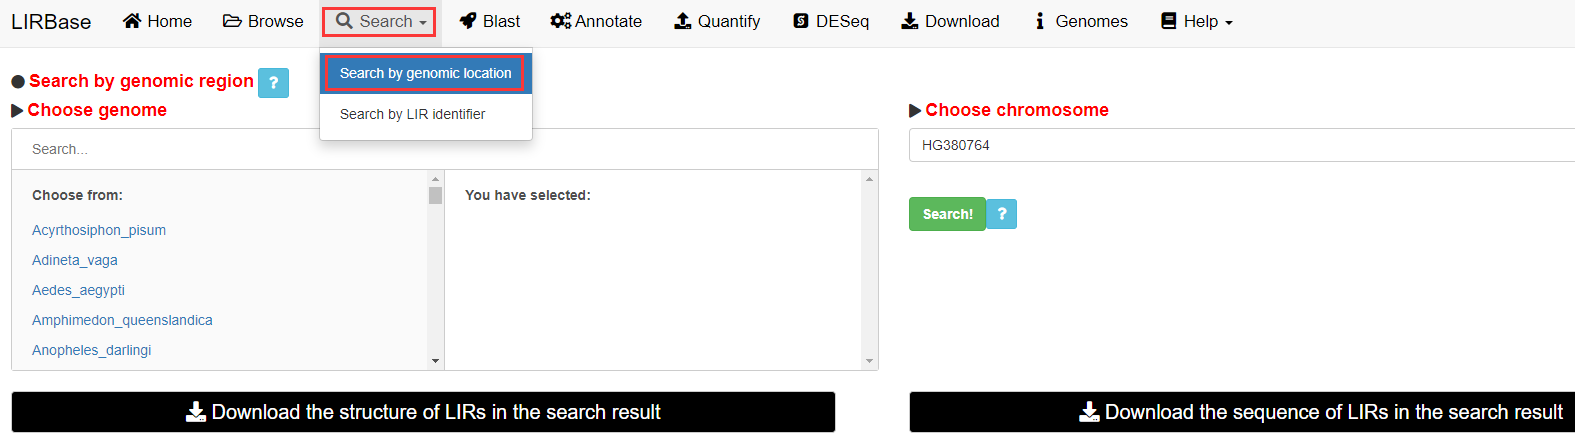 LIRBase Home Browse Search Blast Annotate Quantify DESeq Download Genomes Help
Search by genomic location
Search by LIR identifier
Search by genomic region ?
Choose genome
Search...
Choose from:
Acyrthosiphon_pisum
Adineta_vaga
Aedes_aegypti
Amphimedon_queenslandica
Anopheles_darlingi
You have selected:
Choose chromosome
HG380764
Search! ?
Download the structure of LIRs in the search result
Download the sequence of LIRs in the search result